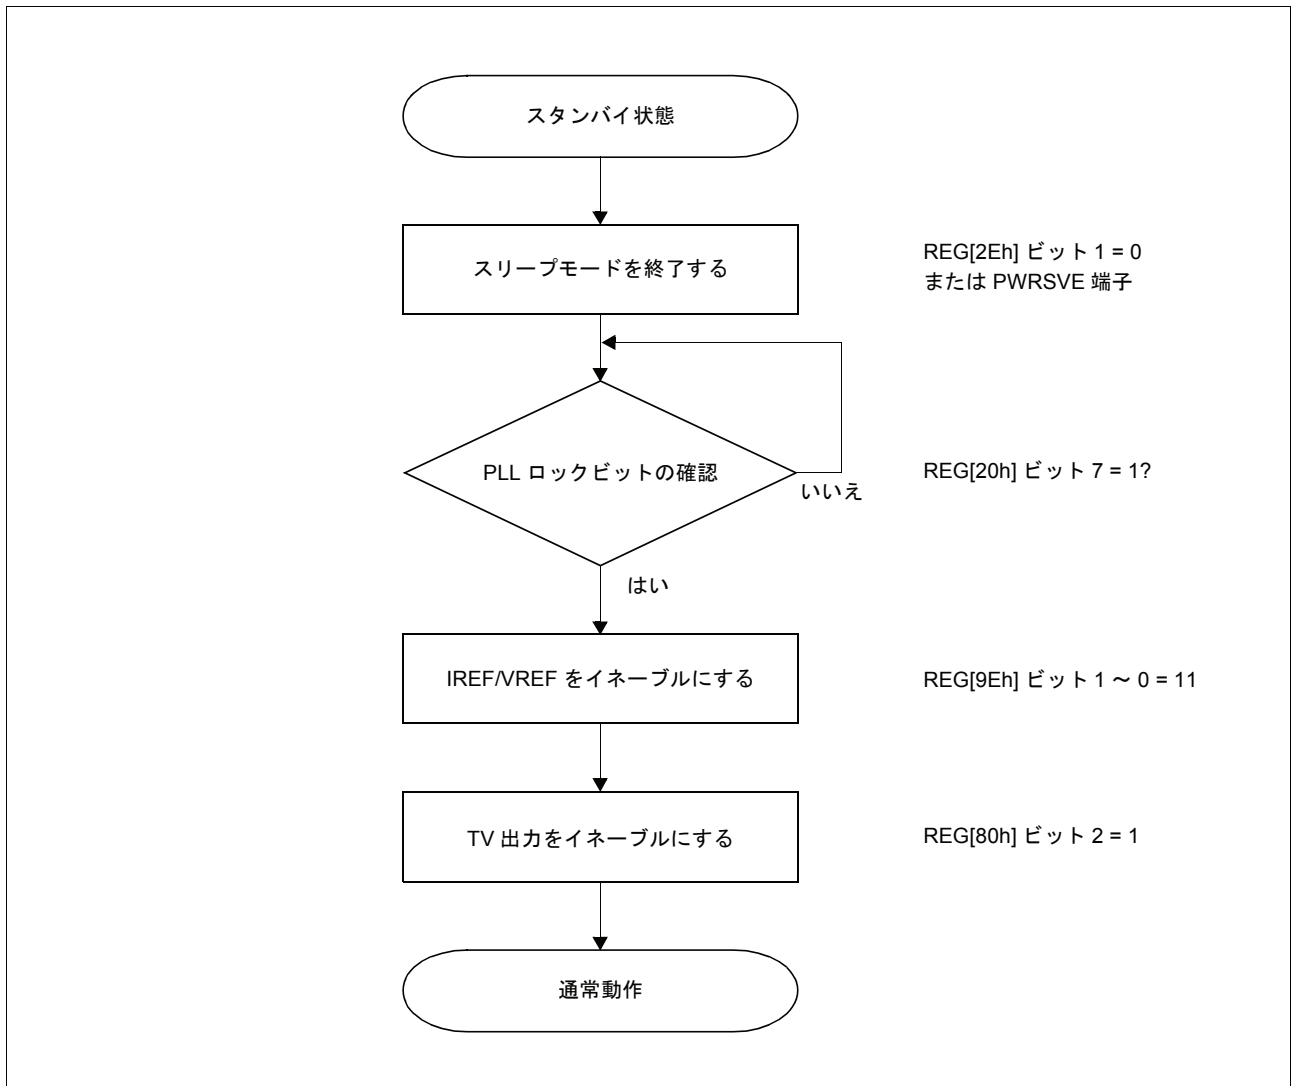 スタンバイ状態
スリープモードを終了する
REG[2Eh] ビット 1 = 0
または PWRSVE 端子
PLL ロックビットの確認
REG[20h] ビット 7 = 1?
いいえ
はい
IREF/VREF をイネーブルにする
REG[9Eh] ビット 1 ～ 0 = 11
TV 出力をイネーブルにする
REG[80h] ビット 2 = 1
通常動作